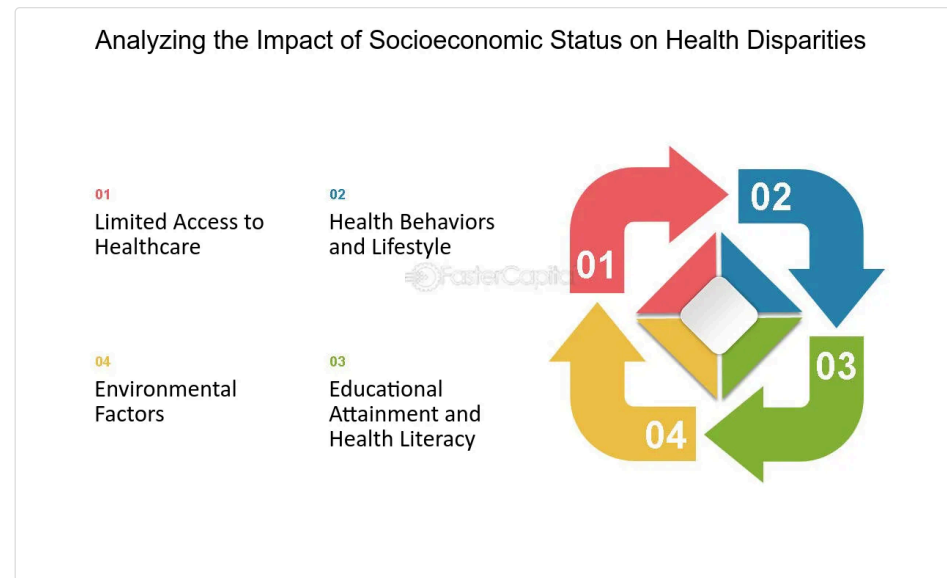 Analyzing the Impact of Socioeconomic Status on Health Disparities
01
Limited Access to
Healthcare
02
Health Behaviors
and Lifestyle
FasterCapital
04
Environmental
Factors
03
Educational
Attainment and
Health Literacy
01
02
03
04